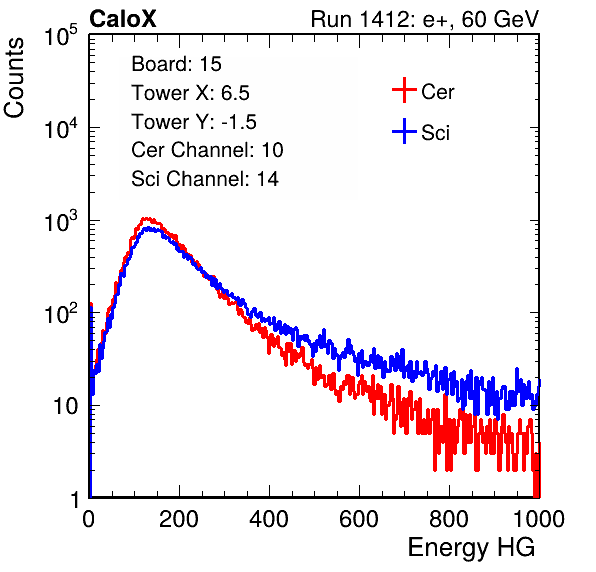 CaloX Run 1412: e+, 60 GeV
Counts
10^5
10^4
10^3
10^2
10
1
Board: 15
Tower X: 6.5
Tower Y: -1.5
Cer Channel: 10
Sci Channel: 14
Cer
Sci
0 200 400 600 800 1000
Energy HG